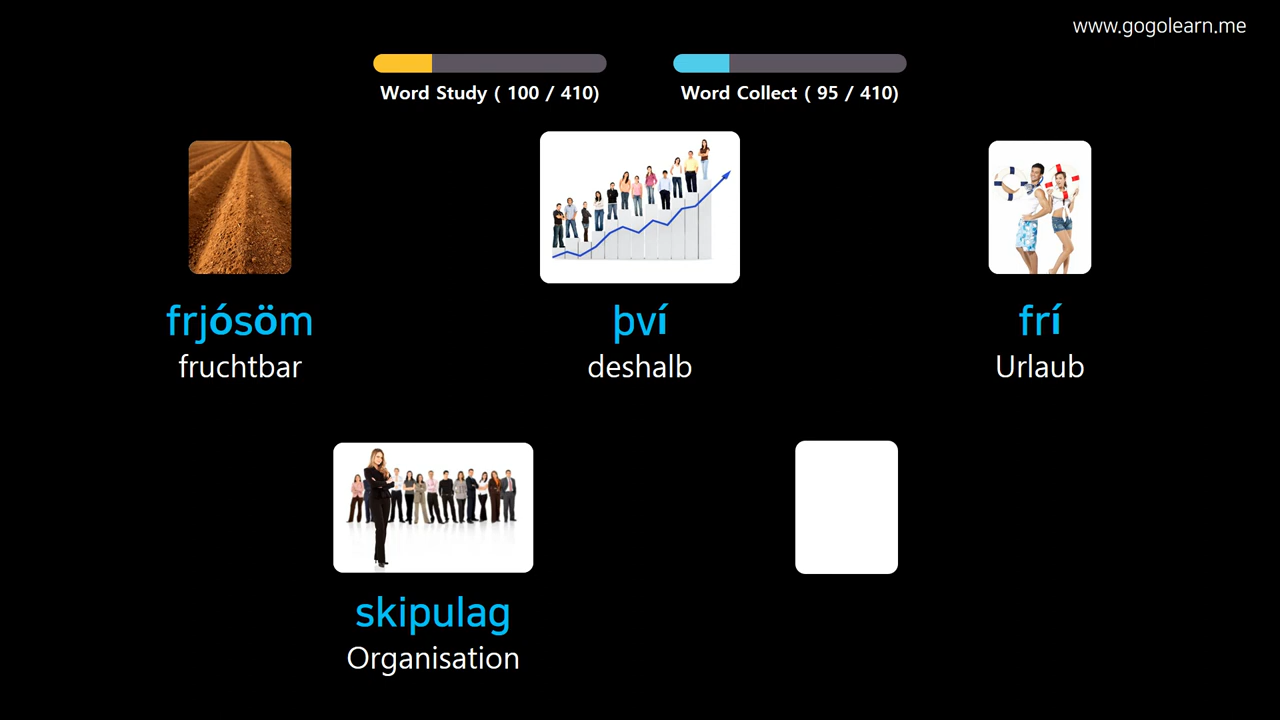 www.gogolearn.me
Word Study ( 100 / 410)
Word Collect ( 95 / 410)
frjósöm
fruchtbar
því
deshalb
frí
Urlaub
skipulag
Organisation